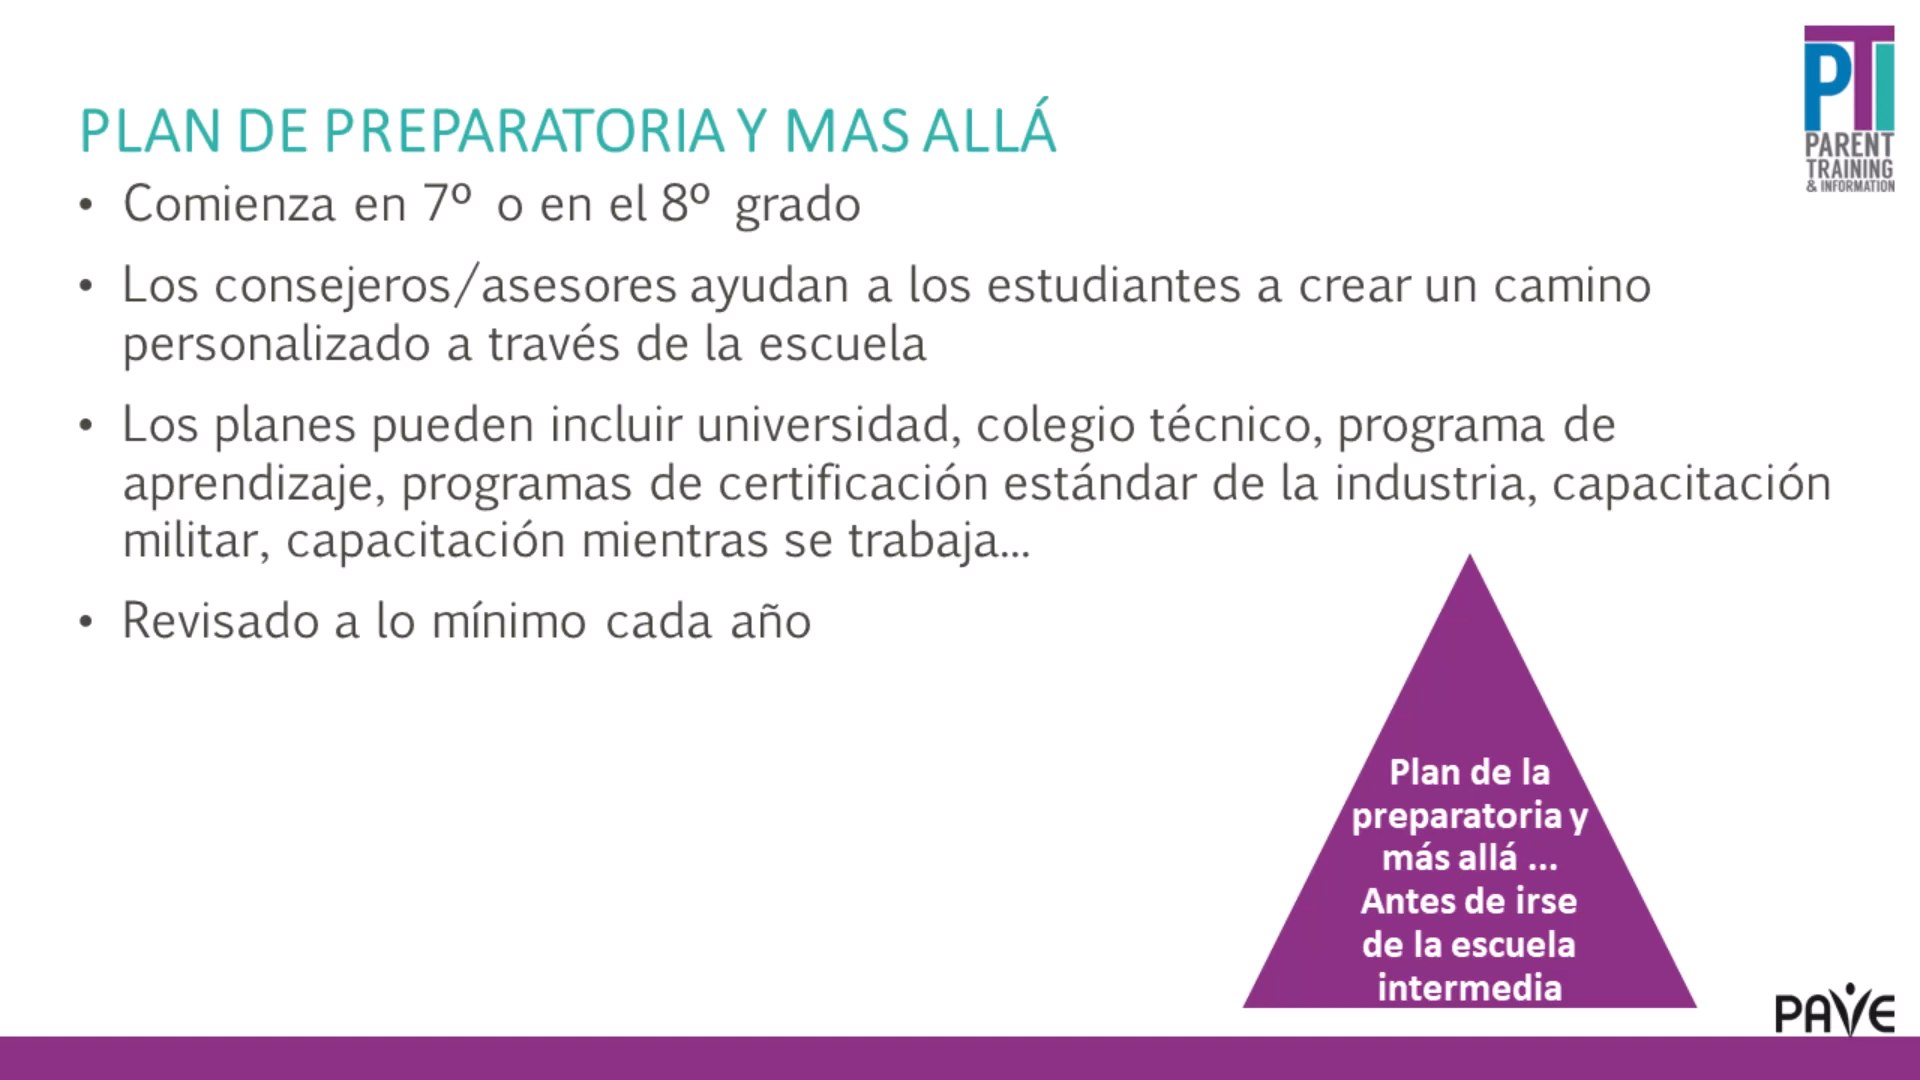 PLAN DE PREPARATORIA Y MAS ALLÁ
• Comienza en 7º o en el 8º grado
• Los consejeros/asesores ayudan a los estudiantes a crear un camino
personalizado a través de la escuela
• Los planes pueden incluir universidad, colegio técnico, programa de
aprendizaje, programas de certificación estándar de la industria, capacitación
militar, capacitación mientras se trabaja...
• Revisado a lo mínimo cada año
Plan de la
preparatoria y
más allá ...
Antes de irse
de la escuela
intermedia
PTI
PARENT
TRAINING
& INFORMATION
PAVE